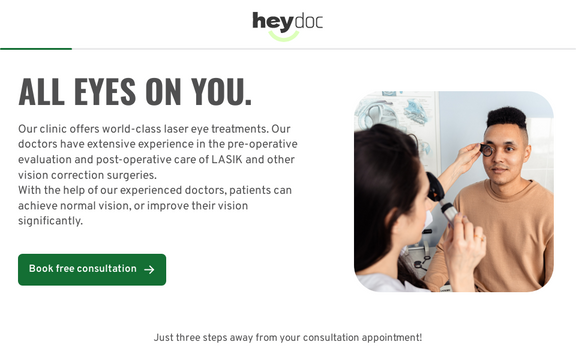 heydoc
ALL EYES ON YOU.
Our clinic offers world-class laser eye treatments. Our
doctors have extensive experience in the pre-operative
evaluation and post-operative care of LASIK and other
vision correction surgeries.
With the help of our experienced doctors, patients can
achieve normal vision, or improve their vision
significantly.
Book free consultation
Just three steps away from your consultation appointment!